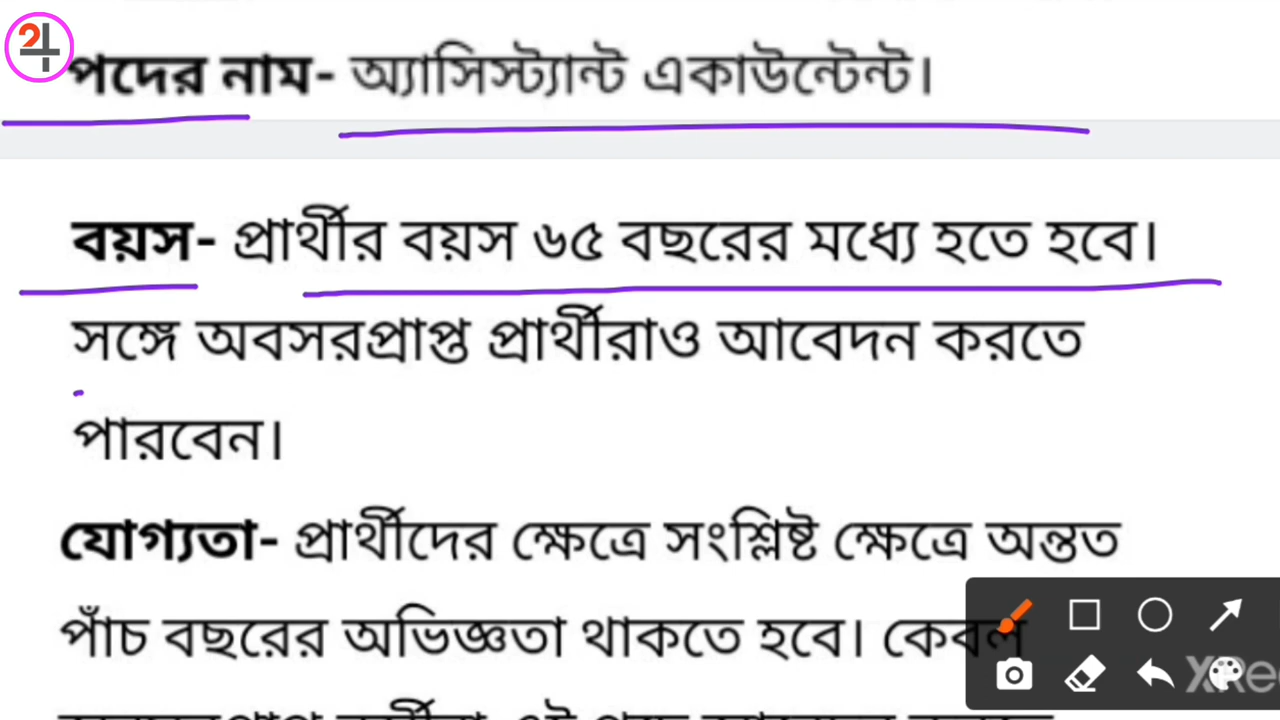 পদের নাম- অ্যাসিস্ট্যান্ট একাউন্টেন্ট।
বয়স- প্রার্থীর বয়স ৬৫ বছরের মধ্যে হতে হবে।
সঙ্গে অবসরপ্রাপ্ত প্রার্থীরাও আবেদন করতে
পারবেন।
যোগ্যতা- প্রার্থীদের ক্ষেত্রে সংশ্লিষ্ট ক্ষেত্রে অন্তত
পাঁচ বছরের অভিজ্ঞতা থাকতে হবে। কেবল